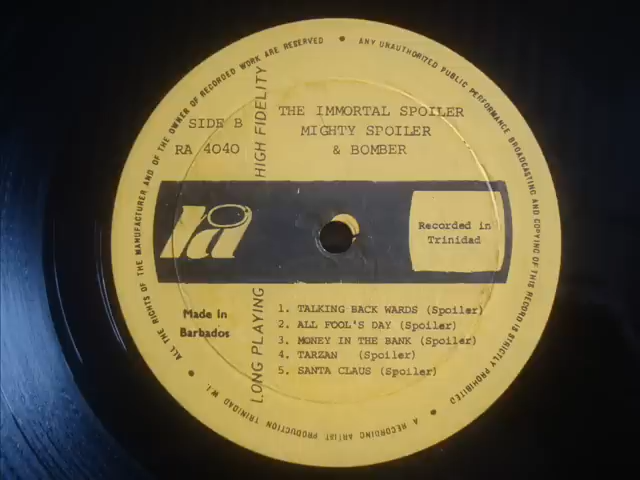 ALL THE RIGHTS OF THE MANUFACTURER AND OF THE OWNER OF RECORDED WORK ARE RESERVED • ANY UNAUTHORIZED PUBLIC PERFORMANCE BROADCASTING AND COPYING OF THIS RECORD IS STRICTLY PROHIBITED
• A RECORDING ARTIST PRODUCTION TRINIDAD W.I. •
SIDE B
RA 4040
LONG PLAYING HIGH FIDELITY
THE IMMORTAL SPOILER
MIGHTY SPOILER
& BOMBER
ra
Recorded in
Trinidad
Made In
Barbados
1. TALKING BACK WARDS (Spoiler)
2. ALL FOOL'S DAY (Spoiler)
3. MONEY IN THE BANK (Spoiler)
4. TARZAN (Spoiler)
5. SANTA CLAUS (Spoiler)